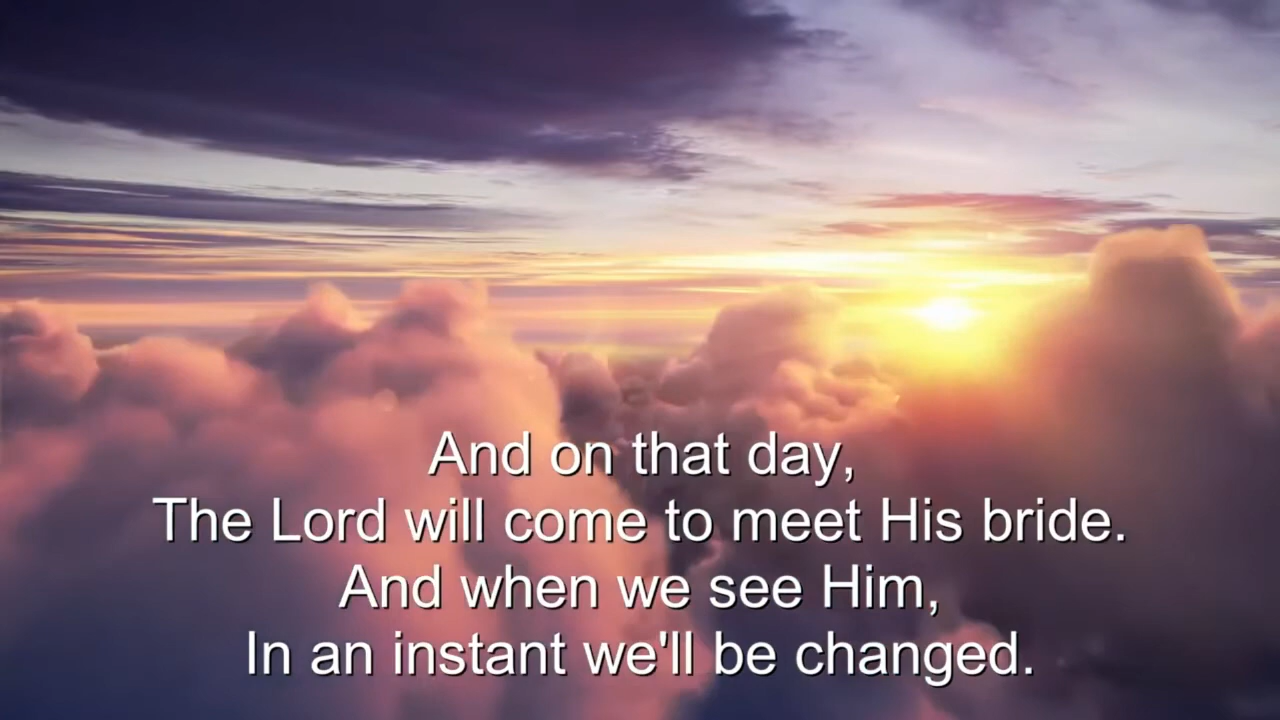 And on that day,
The Lord will come to meet His bride.
And when we see Him,
In an instant we'll be changed.